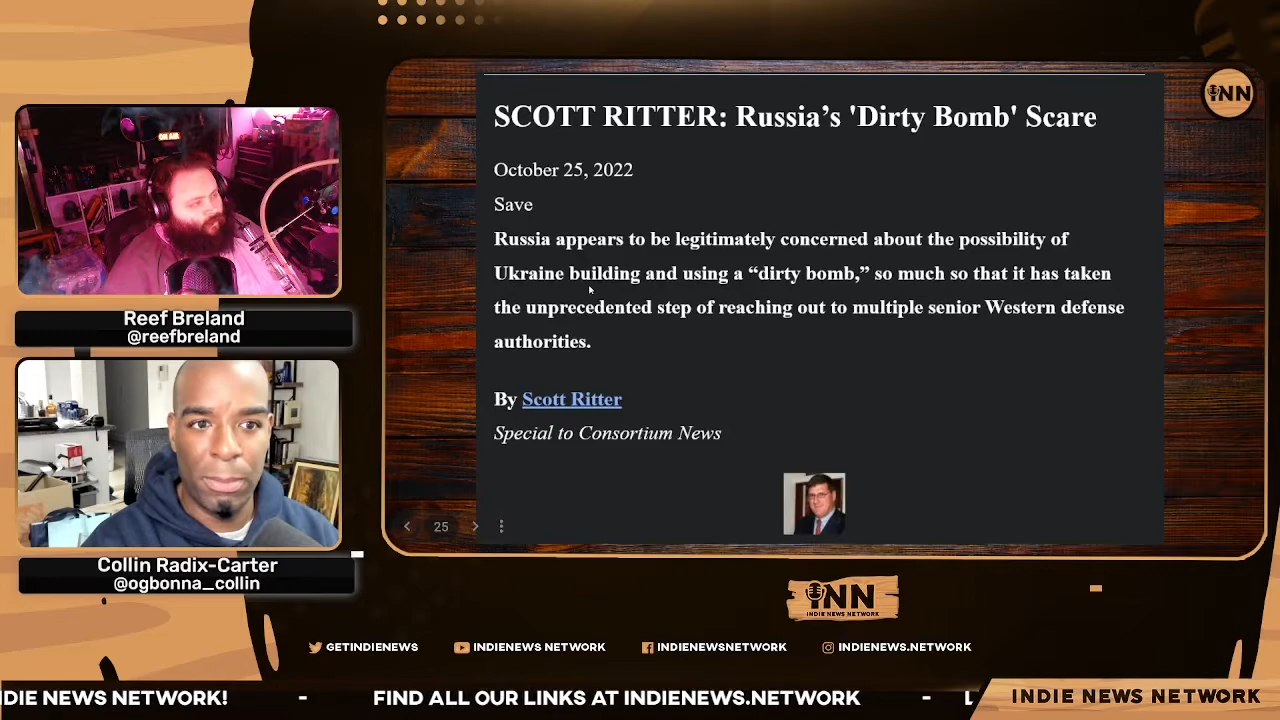 ON AIR
Reef Breland
@reefbreland
Collin Radix-Carter
@ogbonna_collin
iNN
SCOTT RITTER: Russia’s 'Dirty Bomb' Scare
October 25, 2022
Save
Russia appears to be legitimately concerned about the possibility of
Ukraine building and using a “dirty bomb,” so much so that it has taken
the unprecedented step of reaching out to multiple senior Western defense
authorities.
By Scott Ritter
Special to Consortium News
25
iNN
INDIE NEWS NETWORK
GETINDIENEWS
INDIENEWS NETWORK
INDIENEWSNETWORK
INDIENEWS.NETWORK
DIE NEWS NETWORK! - FIND ALL OUR LINKS AT INDIENEWS.NETWORK - L
INDIE NEWS NETWORK